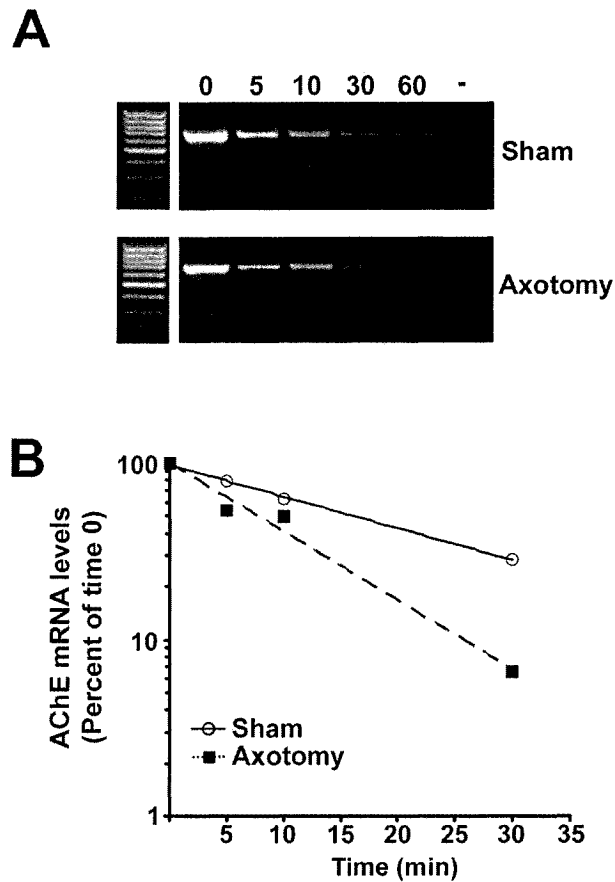 A
0 5 10 30 60 -
Sham
Axotomy
B
AChE mRNA levels
(Percent of time 0)
100
10
1
Sham
Axotomy
5 10 15 20 25 30 35
Time (min)